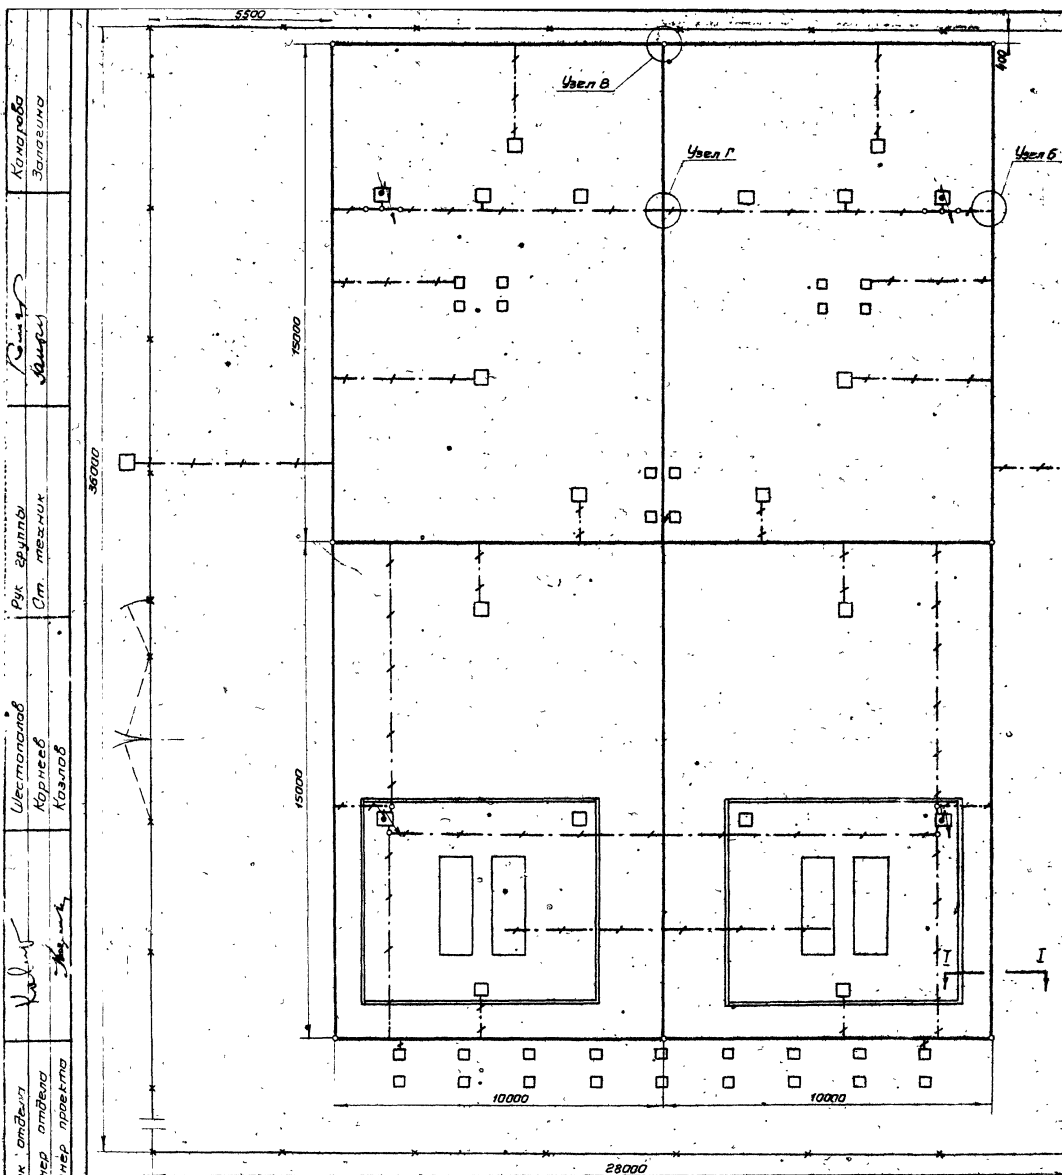 5500
400
Узел В
Узел Г
Узел Б
15000
36000
15000
I I
10000
10000
28000
Комарова
Запагина
Рук. группы
Ст. техник
Шестопалов
Корнеев
Козлов
отдела
отдела
проекта